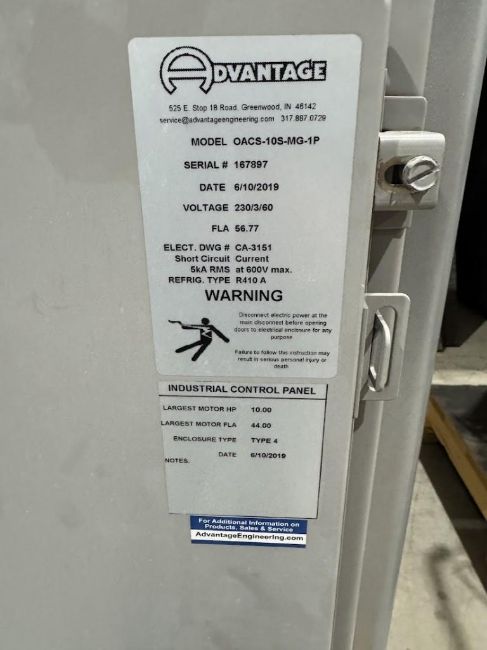 ADVANTAGE
525 E. Stop 18 Road, Greenwood, IN 46142
service@advantageengineering.com 317.887.0729
MODEL OACS-10S-MG-1P
SERIAL # 167897
DATE 6/10/2019
VOLTAGE 230/3/60
FLA 56.77
ELECT. DWG # CA-3151
Short Circuit Current
5kA RMS at 600V max.
REFRIG. TYPE R410 A
WARNING
Disconnect electric power at the
main disconnect before opening
doors to electrical enclosure for any
purpose
Failure to follow this instruction may
result in serious personal injury or
death
INDUSTRIAL CONTROL PANEL
LARGEST MOTOR HP 10.00
LARGEST MOTOR FLA 44.00
ENCLOSURE TYPE TYPE 4
DATE 6/10/2019
NOTES:
For Additional Information on
Products, Sales & Service
AdvantageEngineering.com